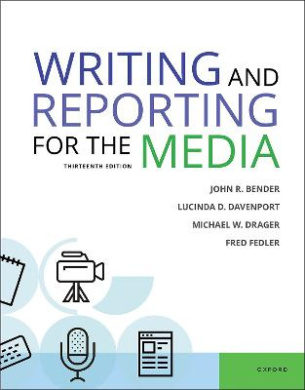 WRITING AND
REPORTING
FOR THE MEDIA
THIRTEENTH EDITION
JOHN R. BENDER
LUCINDA D. DAVENPORT
MICHAEL W. DRAGER
FRED FEDLER
OXFORD